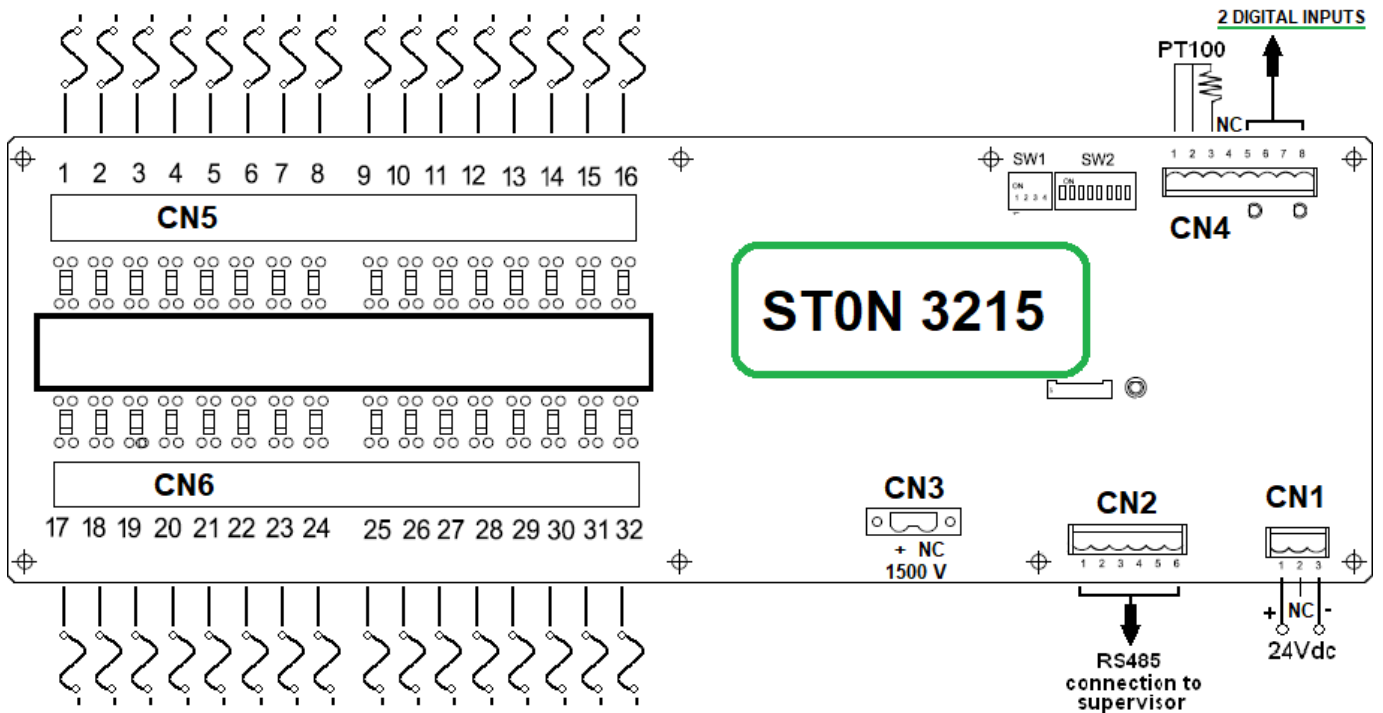 2 DIGITAL INPUTS
PT100
NC
1 2 3 4 5 6 7 8
1 2 3 4 5 6 7 8 9 10 11 12 13 14 15 16
SW1 SW2
ON
1 2 3 4
ON
CN5
CN4
ST0N 3215
CN6
CN3
CN2
CN1
17 18 19 20 21 22 23 24 25 26 27 28 29 30 31 32
+ NC
1500 V
1 2 3 4 5 6
1 2 3
+ NC -
24Vdc
RS485
connection to
supervisor